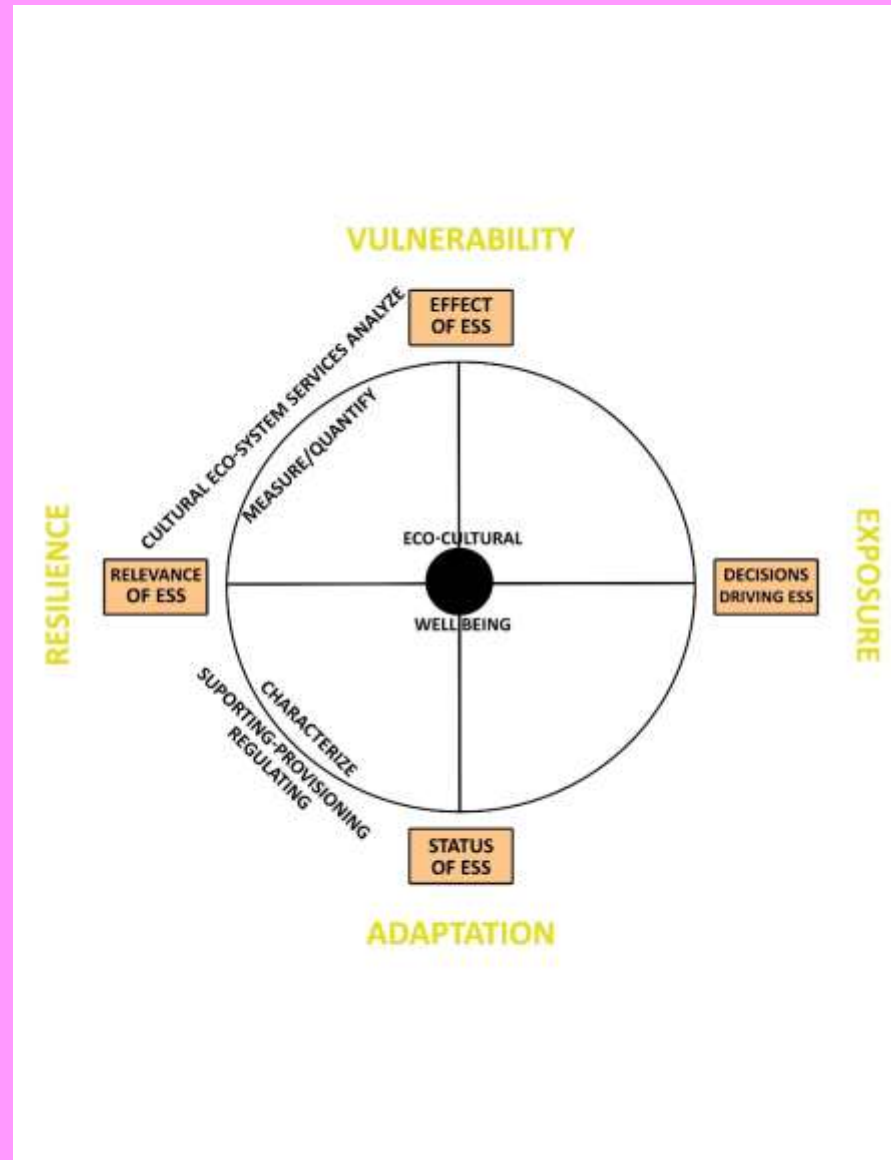 VULNERABILITY
EFFECT
OF ESS
CULTURAL ECO-SYSTEM SERVICES ANALYZE
MEASURE/QUANTIFY
RESILIENCE
RELEVANCE
OF ESS
ECO-CULTURAL
WELL BEING
DECISIONS
DRIVING ESS
EXPOSURE
CHARACTERIZE
SUPORTING-PROVISIONING
REGULATING
STATUS
OF ESS
ADAPTATION